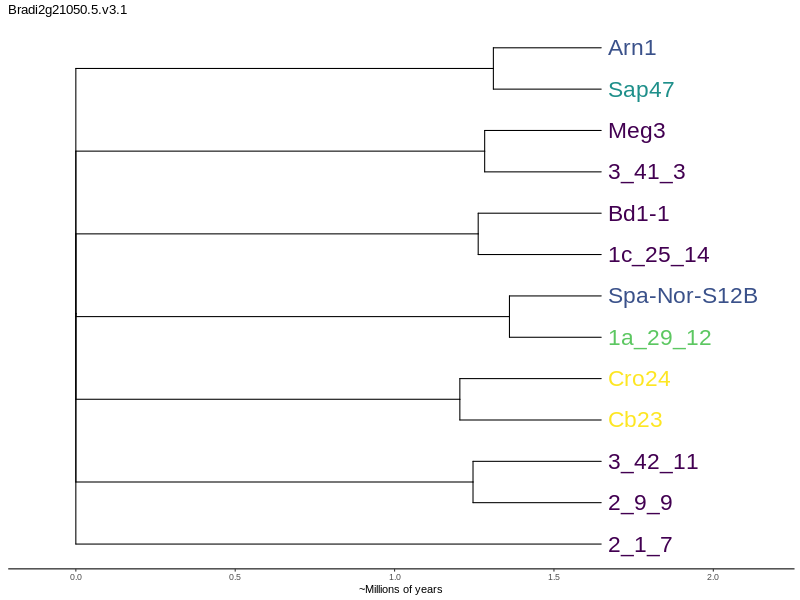 Bradi2g21050.5.v3.1
Arn1
Sap47
Meg3
3_41_3
Bd1-1
1c_25_14
Spa-Nor-S12B
1a_29_12
Cro24
Cb23
3_42_11
2_9_9
2_1_7
0.0 0.5 1.0 1.5 2.0
~Millions of years